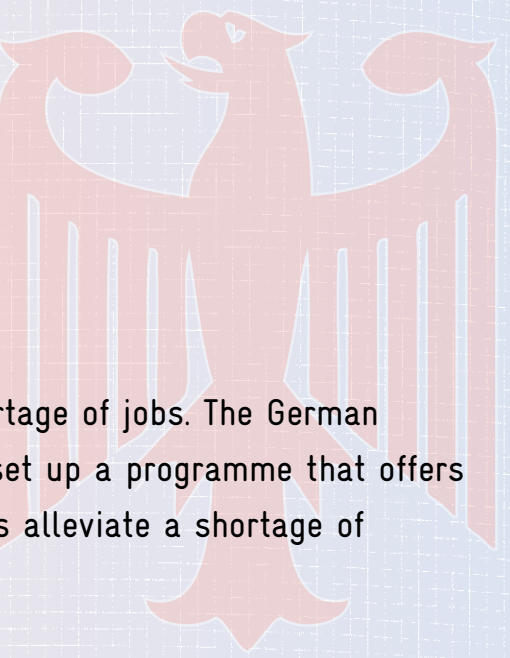 rtage of jobs. The German
set up a programme that offers
s alleviate a shortage of